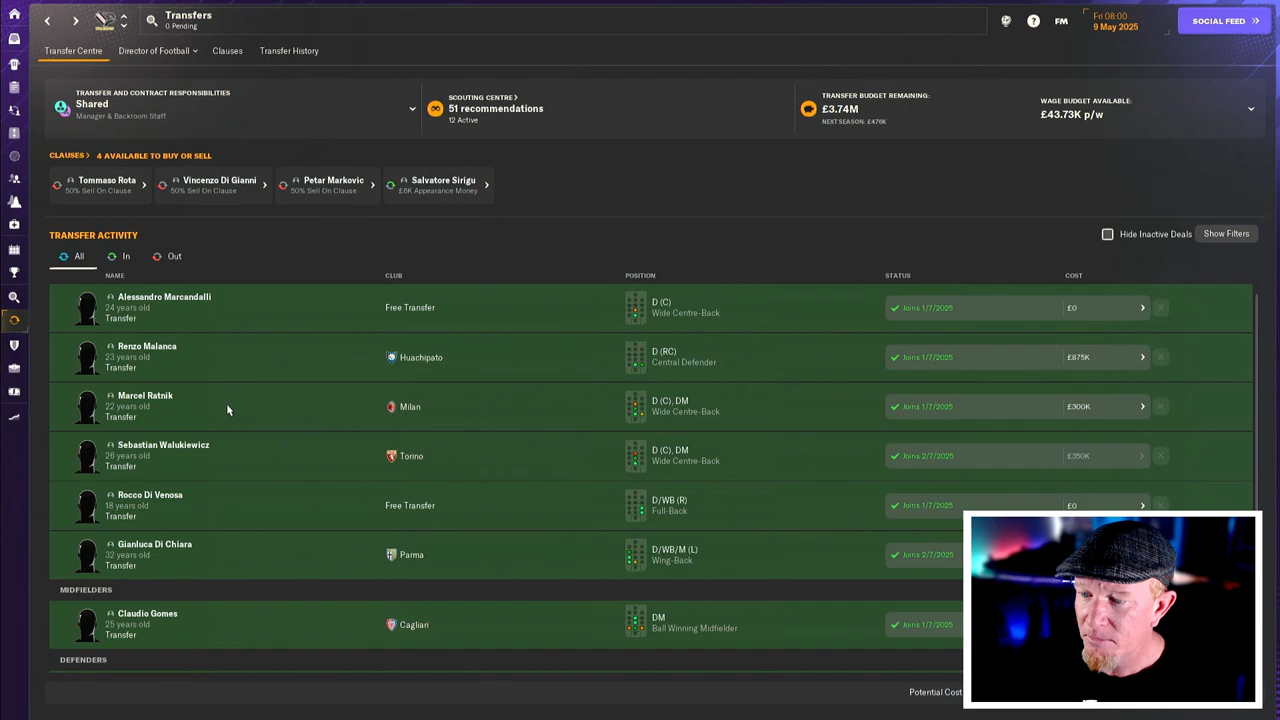 Transfers
0 Pending
FM
Fri 08:00
9 May 2025
SOCIAL FEED
Transfer Centre
Director of Football
Clauses
Transfer History
TRANSFER AND CONTRACT RESPONSIBILITIES
Shared
Manager & Backroom Staff
SCOUTING CENTRE
51 recommendations
12 Active
TRANSFER BUDGET REMAINING:
£3.74M
NEXT SEASON: £476K
WAGE BUDGET AVAILABLE:
£43.73K p/w
CLAUSES 4 AVAILABLE TO BUY OR SELL
Tommaso Rota
50% Sell On Clause
Vincenzo Di Gianni
50% Sell On Clause
Petar Markovic
50% Sell On Clause
Salvatore Sirigu
£6K Appearance Money
TRANSFER ACTIVITY
Hide Inactive Deals
Show Filters
All
In
Out
NAME CLUB POSITION STATUS COST
Alessandro Marcandalli
24 years old
Transfer
Free Transfer
D (C)
Wide Centre-Back
Joins 1/7/2025
£0
Renzo Malanca
23 years old
Transfer
Huachipato
D (RC)
Central Defender
Joins 1/7/2025
£875K
Marcel Ratnik
22 years old
Transfer
Milan
D (C), DM
Wide Centre-Back
Joins 1/7/2025
£300K
Sebastian Walukiewicz
26 years old
Transfer
Torino
D (C), DM
Wide Centre-Back
Joins 2/7/2025
£350K
Rocco Di Venosa
18 years old
Transfer
Free Transfer
D/WB (R)
Full-Back
Joins 1/7/2025
£0
Gianluca Di Chiara
32 years old
Transfer
Parma
D/WB/M (L)
Wing-Back
Joins 2/7/2025
MIDFIELDERS
Claudio Gomes
25 years old
Transfer
Cagliari
DM
Ball Winning Midfielder
Joins 1/7/2025
DEFENDERS
Potential Cost